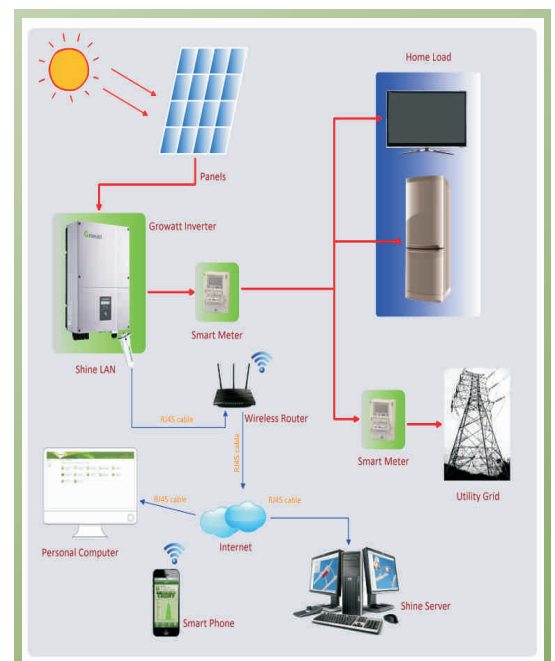 Home Load
Panels
Growatt Inverter
Growatt
Smart Meter
Shine LAN
RJ45 cable
Wireless Router
RJ45 cable
Smart Meter
Utility Grid
RJ45 cable
RJ45 cable
Personal Computer
Internet
Smart Phone
Shine Server